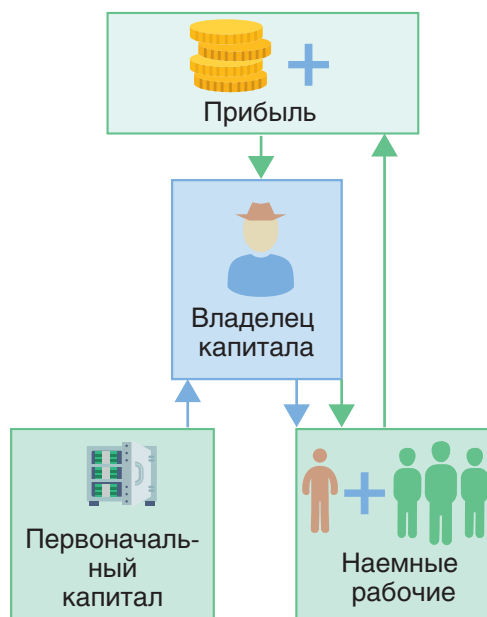 Прибыль
Владелец
капитала
Первоначаль-
ный
капитал
Наемные
рабочие